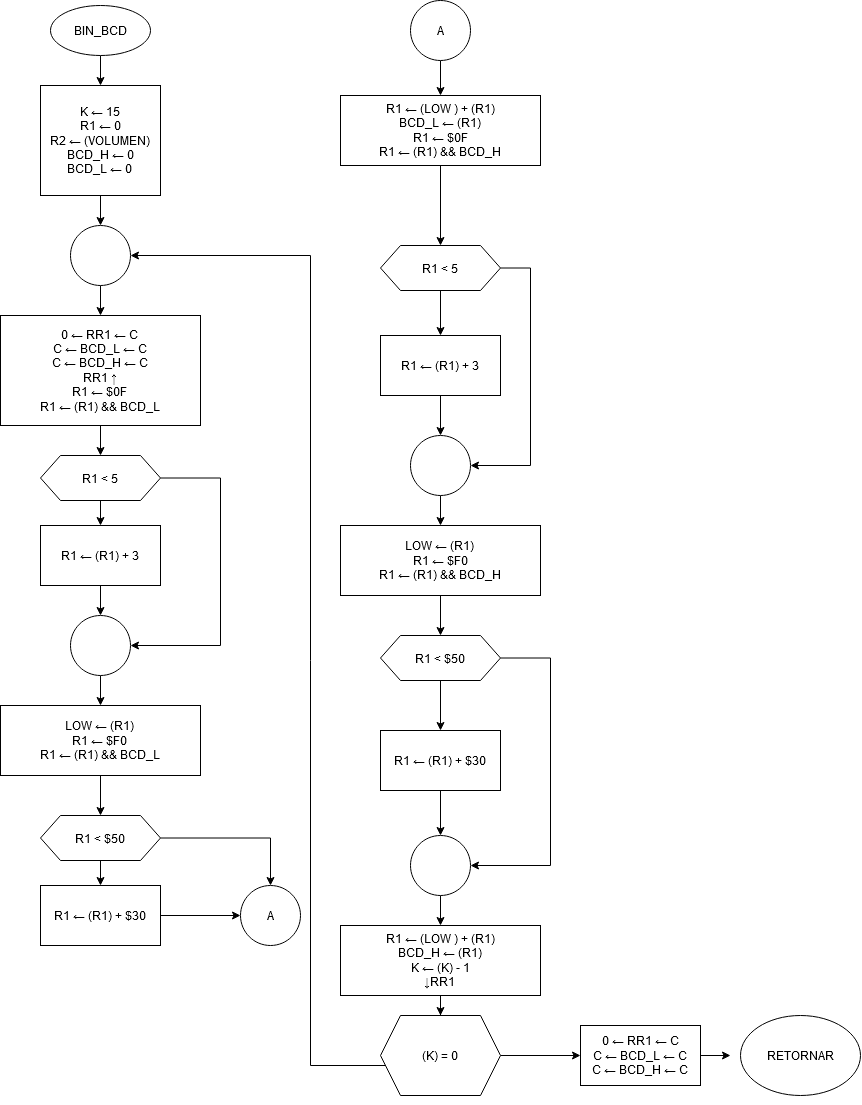 BIN_BCD
K ← 15
R1 ← 0
R2 ← (VOLUMEN)
BCD_H ← 0
BCD_L ← 0
0 ← RR1 ← C
C ← BCD_L ← C
C ← BCD_H ← C
RR1 ↑
R1 ← $0F
R1 ← (R1) && BCD_L
R1 < 5
R1 ← (R1) + 3
LOW ← (R1)
R1 ← $F0
R1 ← (R1) && BCD_L
R1 < $50
R1 ← (R1) + $30
A
A
R1 ← (LOW ) + (R1)
BCD_L ← (R1)
R1 ← $0F
R1 ← (R1) && BCD_H
R1 < 5
R1 ← (R1) + 3
LOW ← (R1)
R1 ← $F0
R1 ← (R1) && BCD_H
R1 < $50
R1 ← (R1) + $30
R1 ← (LOW ) + (R1)
BCD_H ← (R1)
K ← (K) - 1
↓RR1
(K) = 0
0 ← RR1 ← C
C ← BCD_L ← C
C ← BCD_H ← C
RETORNAR